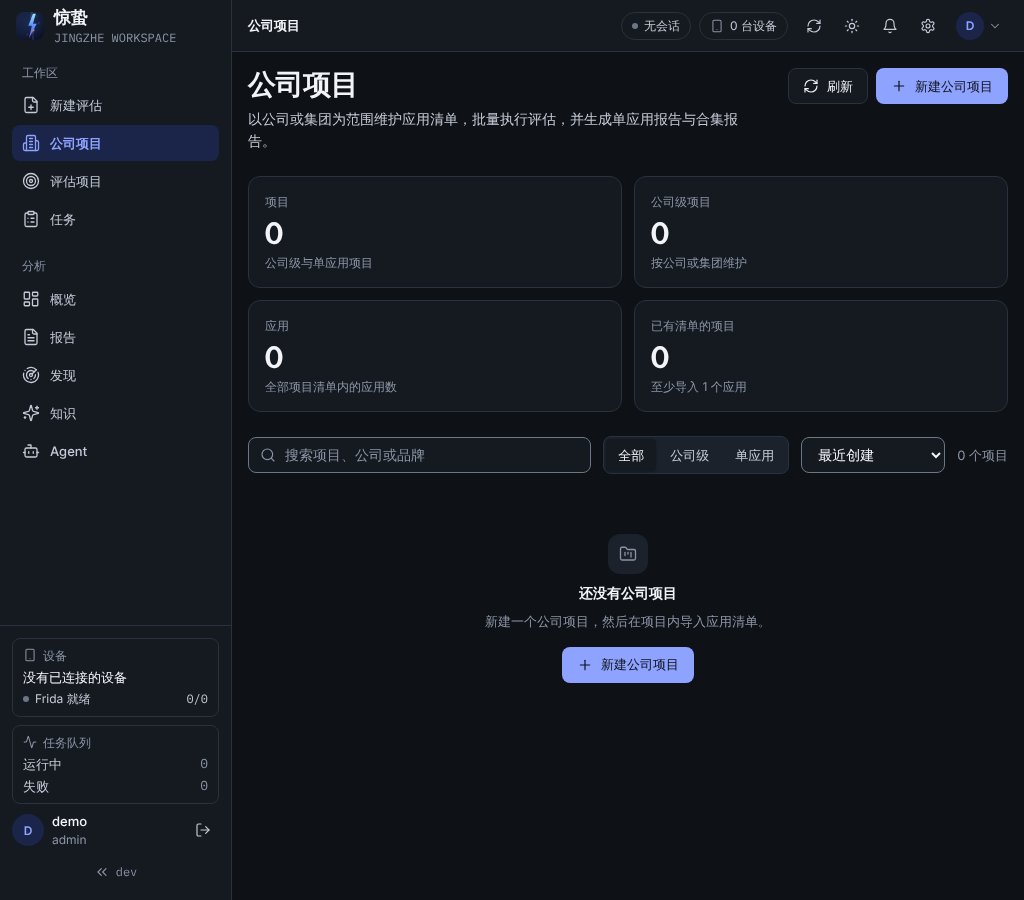 惊蛰
JINGZHE WORKSPACE
工作区
新建评估
公司项目
评估项目
任务
分析
概览
报告
发现
知识
Agent
设备
没有已连接的设备
Frida 就绪 0/0
任务队列
运行中 0
失败 0
D
demo
admin
dev
公司项目
无会话
0 台设备
D
公司项目
刷新
新建公司项目
以公司或集团为范围维护应用清单，批量执行评估，并生成单应用报告与合集报
告。
项目
0
公司级与单应用项目
公司级项目
0
按公司或集团维护
应用
0
全部项目清单内的应用数
已有清单的项目
0
至少导入 1 个应用
搜索项目、公司或品牌
全部 公司级 单应用
最近创建
0 个项目
还没有公司项目
新建一个公司项目，然后在项目内导入应用清单。
新建公司项目